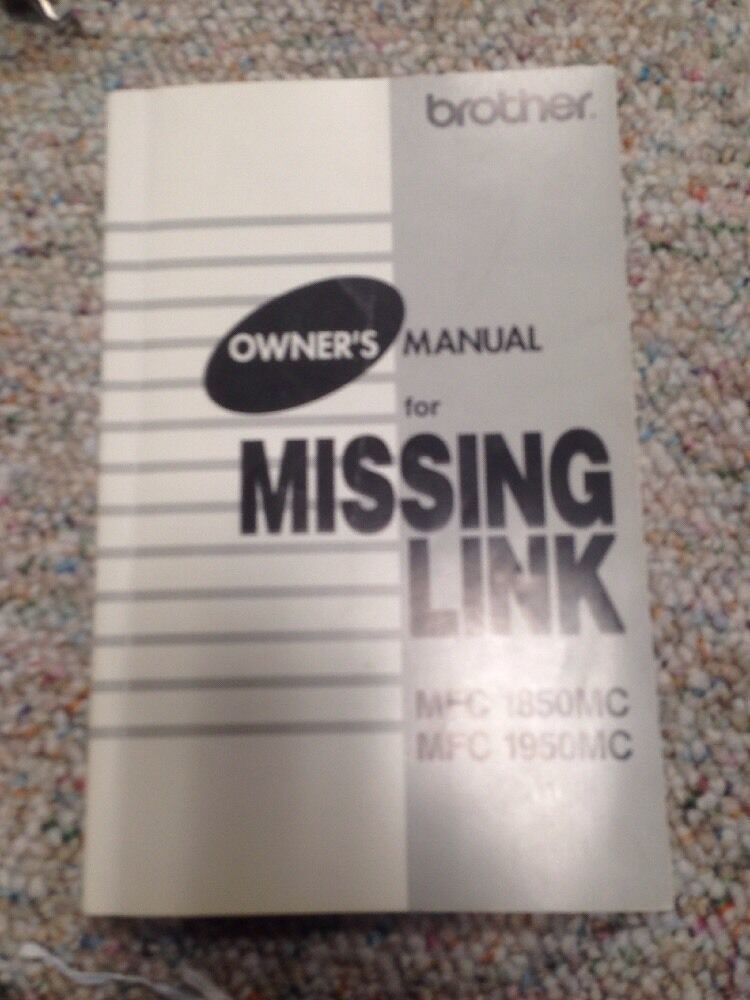 brother.
OWNER'S MANUAL
for
MISSING
LINK
MFC 1850MC
MFC 1950MC